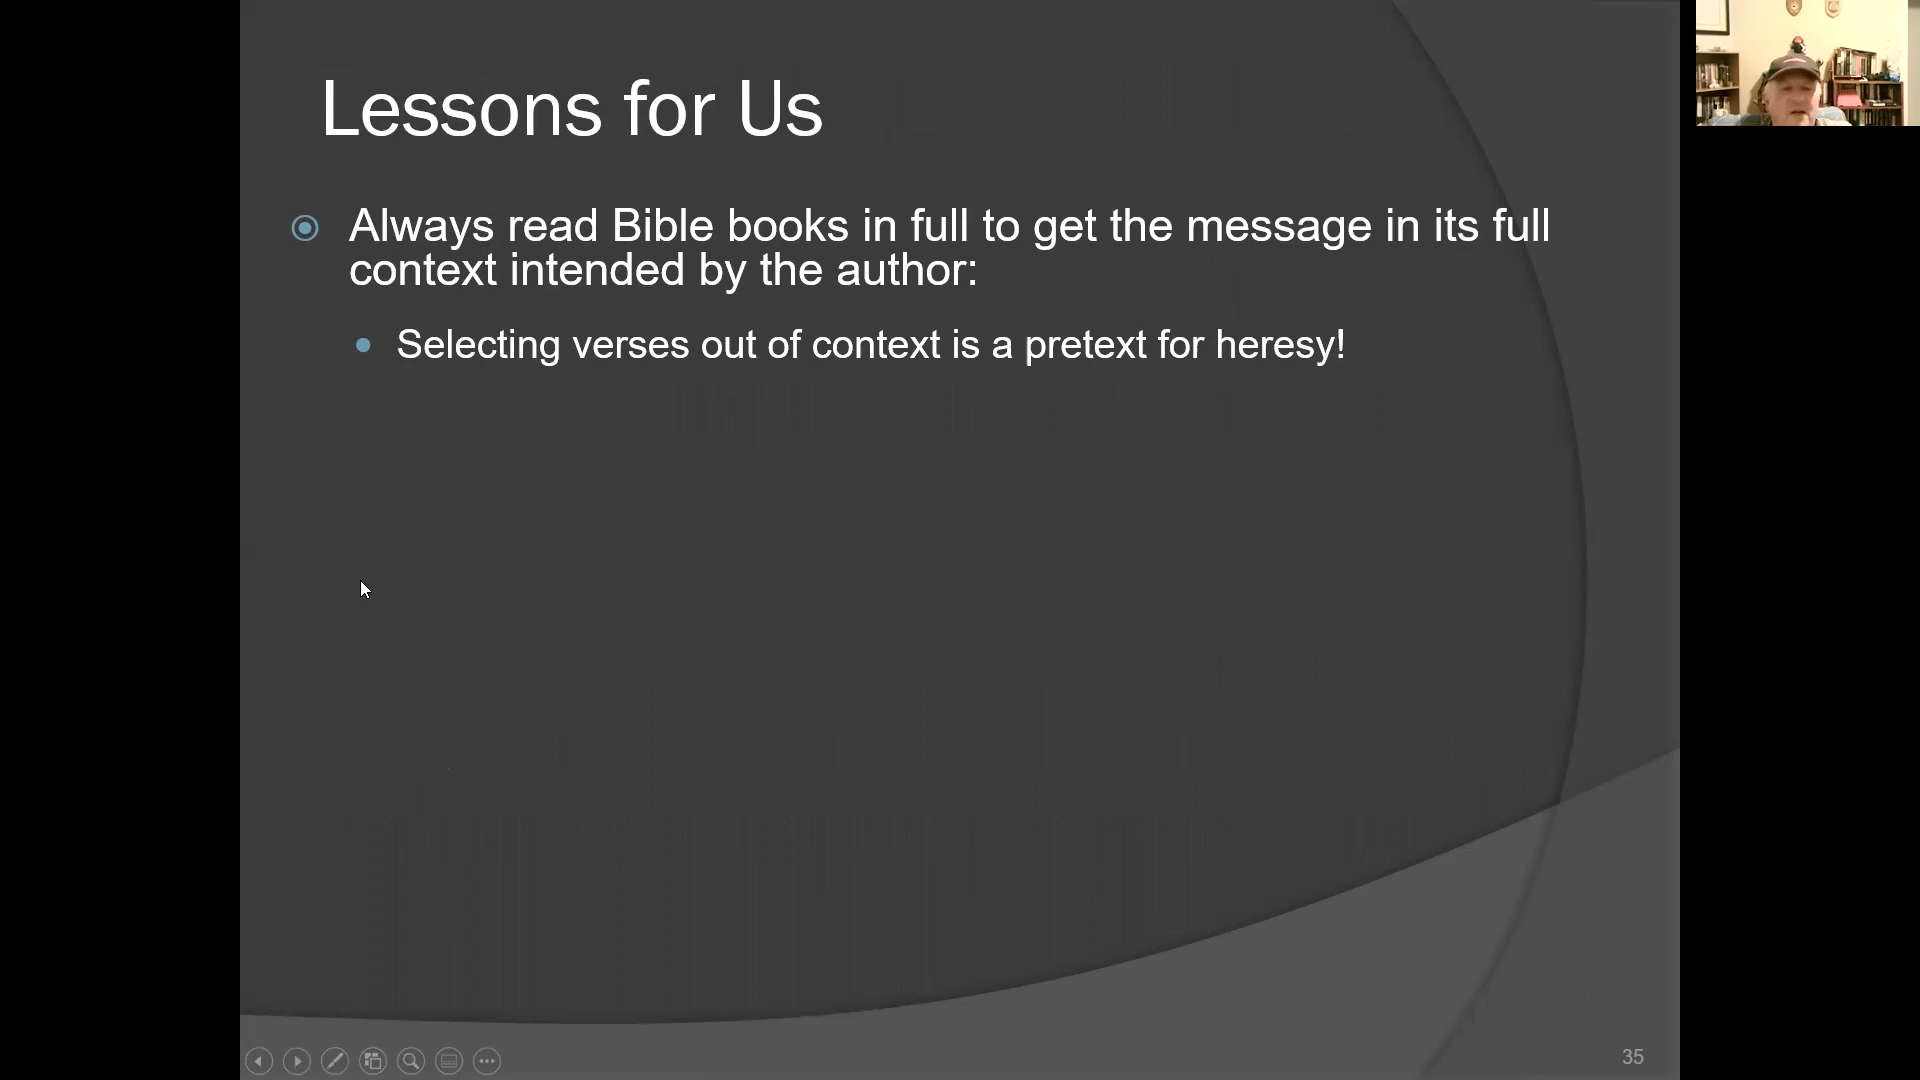 Lessons for Us
Always read Bible books in full to get the message in its full
context intended by the author:
Selecting verses out of context is a pretext for heresy!
35